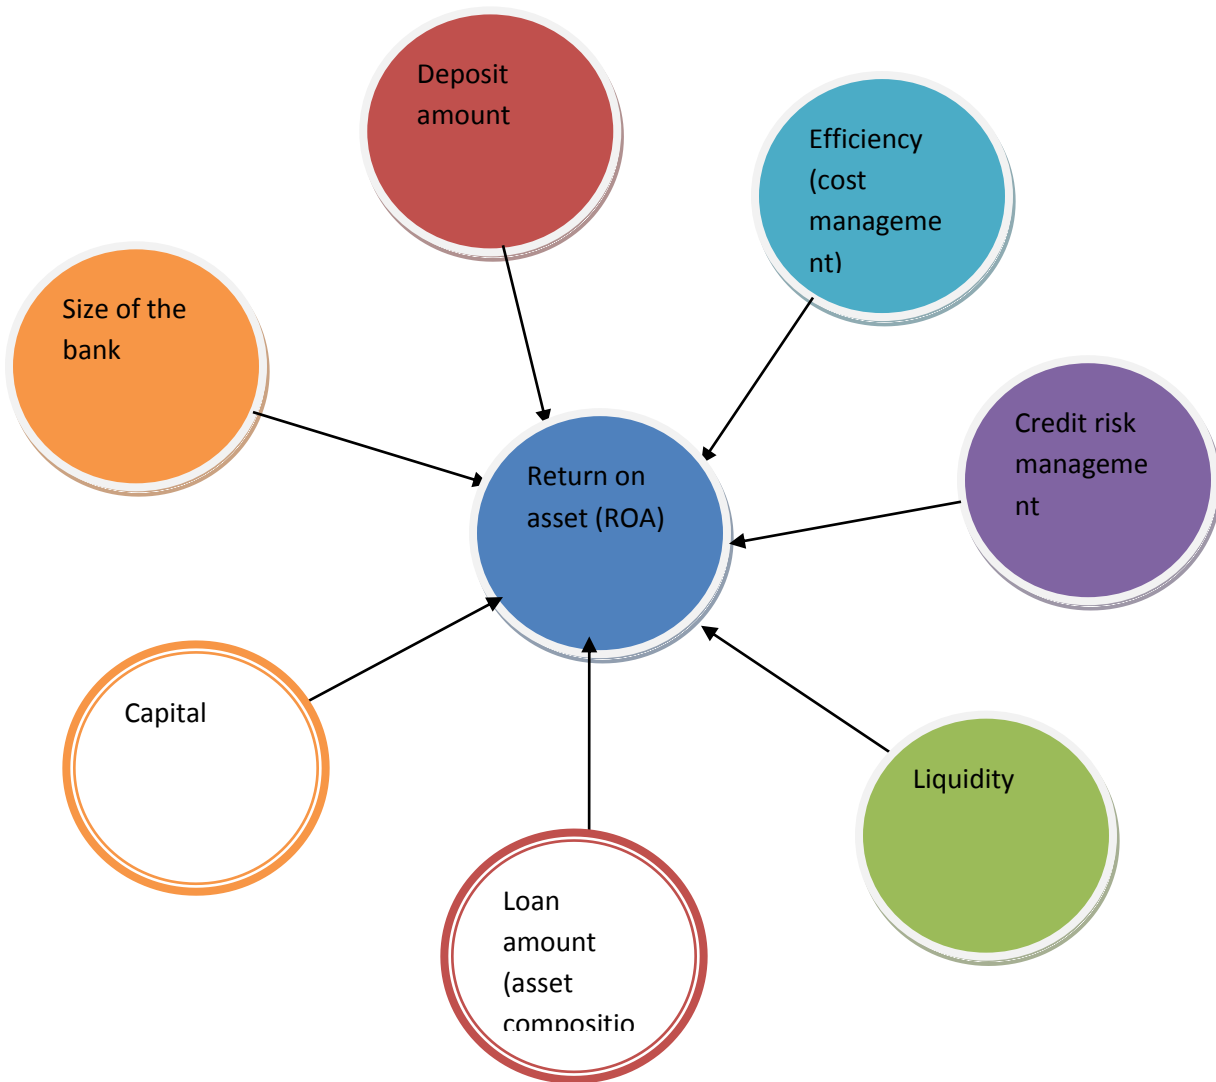 Deposit
amount
Efficiency
(cost
manageme
nt)
Size of the
bank
Credit risk
manageme
nt
Return on
asset (ROA)
Capital
Liquidity
Loan
amount
(asset
compositio